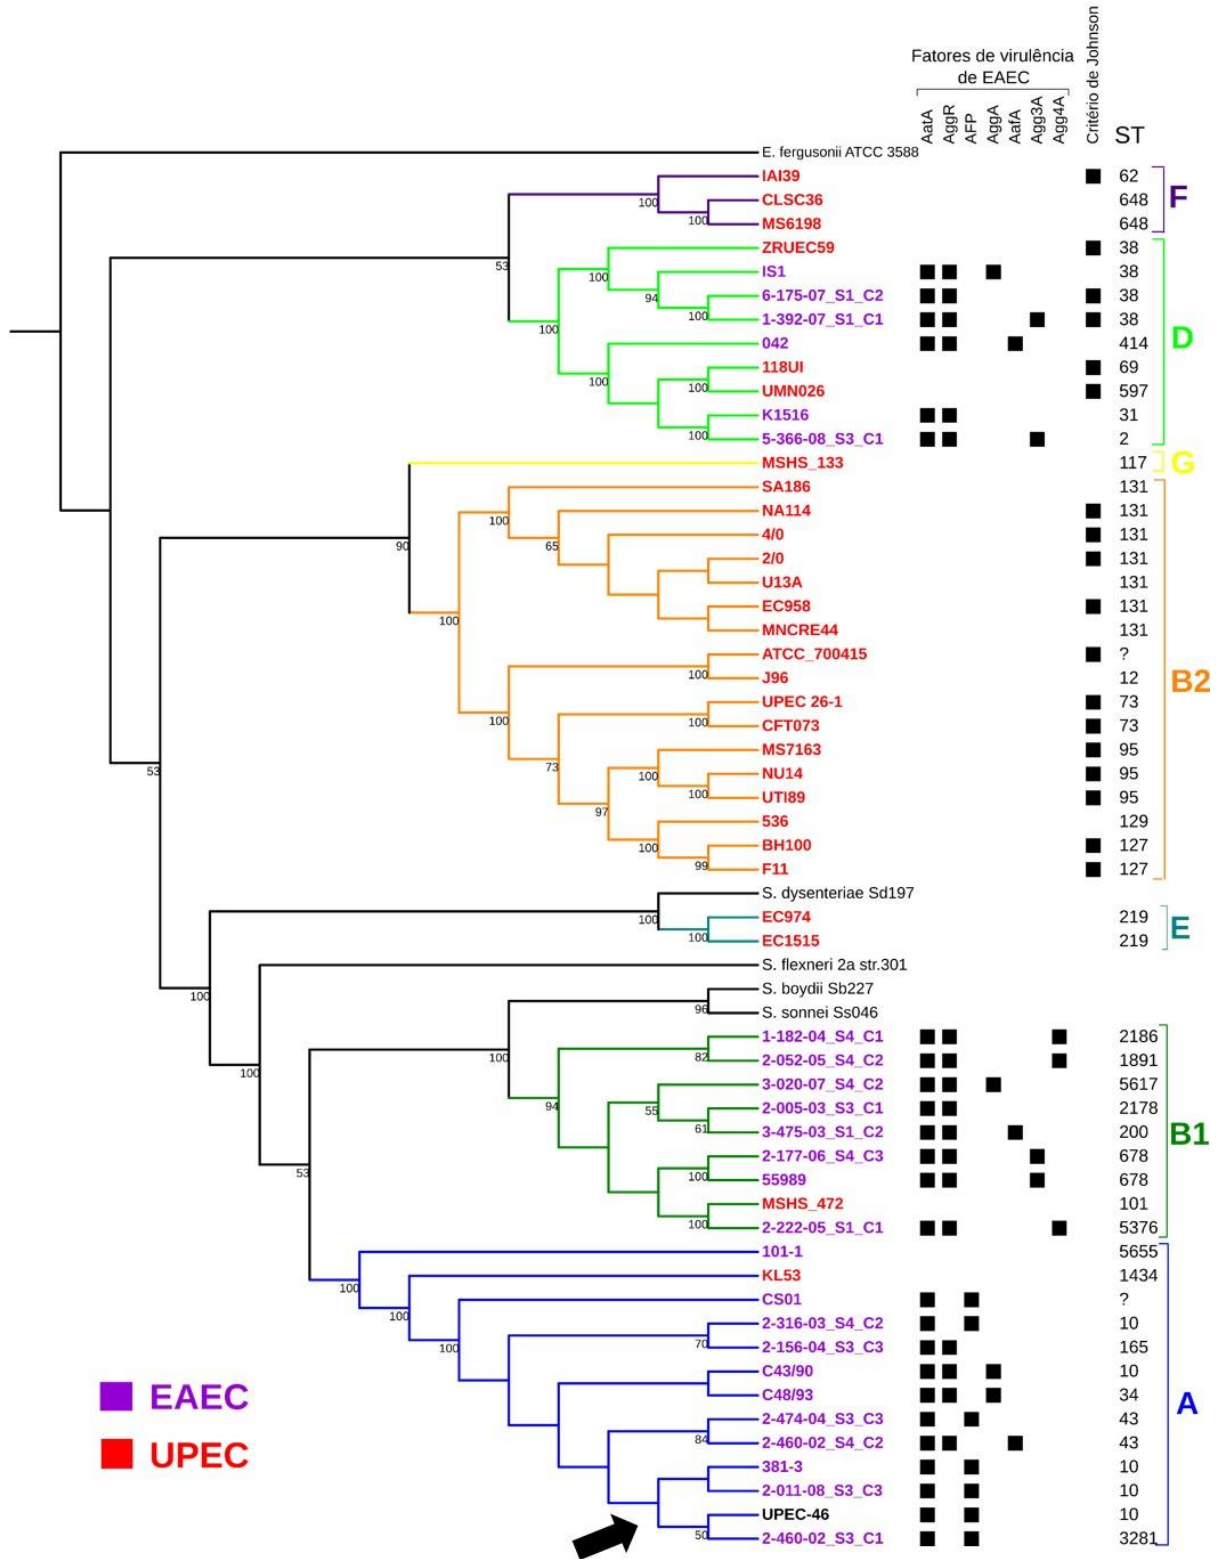 Fatores de virulência
de EAEC
AatA AggR AFP AggA AafA Agg3A Agg4A Critério de Johnson ST
E. fergusonii ATCC 3588
IAI39 62
CLSC36 648
MS6198 648
F
ZRUEC59 38
IS1 38
6-175-07_S1_C2 38
1-392-07_S1_C1 38
042 414
118UI 69
UMN026 597
K1516 31
5-366-08_S3_C1 2
D
MSHS_133 117
G
SA186 131
NA114 131
4/0 131
2/0 131
U13A 131
EC958 131
MNCRE44 131
ATCC_700415 ?
J96 12
UPEC 26-1 73
CFT073 73
MS7163 95
NU14 95
UTI89 95
536 129
BH100 127
F11 127
B2
S. dysenteriae Sd197
EC974 219
EC1515 219
E
S. flexneri 2a str.301
S. boydii Sb227
S. sonnei Ss046
1-182-04_S4_C1 2186
2-052-05_S4_C2 1891
3-020-07_S4_C2 5617
2-005-03_S3_C1 2178
3-475-03_S1_C2 200
2-177-06_S4_C3 678
55989 678
MSHS_472 101
2-222-05_S1_C1 5376
B1
101-1 5655
KL53 1434
CS01 ?
2-316-03_S4_C2 10
2-156-04_S3_C3 165
C43/90 10
C48/93 34
2-474-04_S3_C3 43
2-460-02_S4_C2 43
381-3 10
2-011-08_S3_C3 10
UPEC-46 10
2-460-02_S3_C1 3281
A
100
100
53
100
94
100
100
100
100
100
90
100
65
100
100
100
100
73
100
100
97
100
99
53
100
100
100
96
100
100
82
94
55
61
100
100
53
100
100
100
70
84
50
EAEC
UPEC